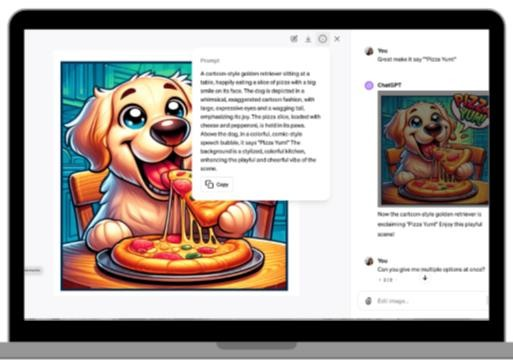 Prompt
A cartoon-style golden retriever sitting at a
table, happily eating a slice of pizza with a big
smile on its face. The dog is depicted in a
whimsical, exaggerated cartoon fashion, with
large, expressive eyes and a wagging tail,
emphasizing its joy. The pizza slice, loaded with
cheese and pepperoni, is held in its paws.
Above the dog, in a colorful, comic-style
speech bubble, it says "Pizza Yum!" The
background is a stylized, colorful kitchen,
enhancing the playful and cheerful vibe of the
scene.
Copy
You
Great make it say ""Pizza Yum!"
ChatGPT
PIZZA
YUM!
Now the cartoon-style golden retriever is
exclaiming "Pizza Yum!" Enjoy this playful
scene!
You
Can you give me multiple options at once?
Edit image...